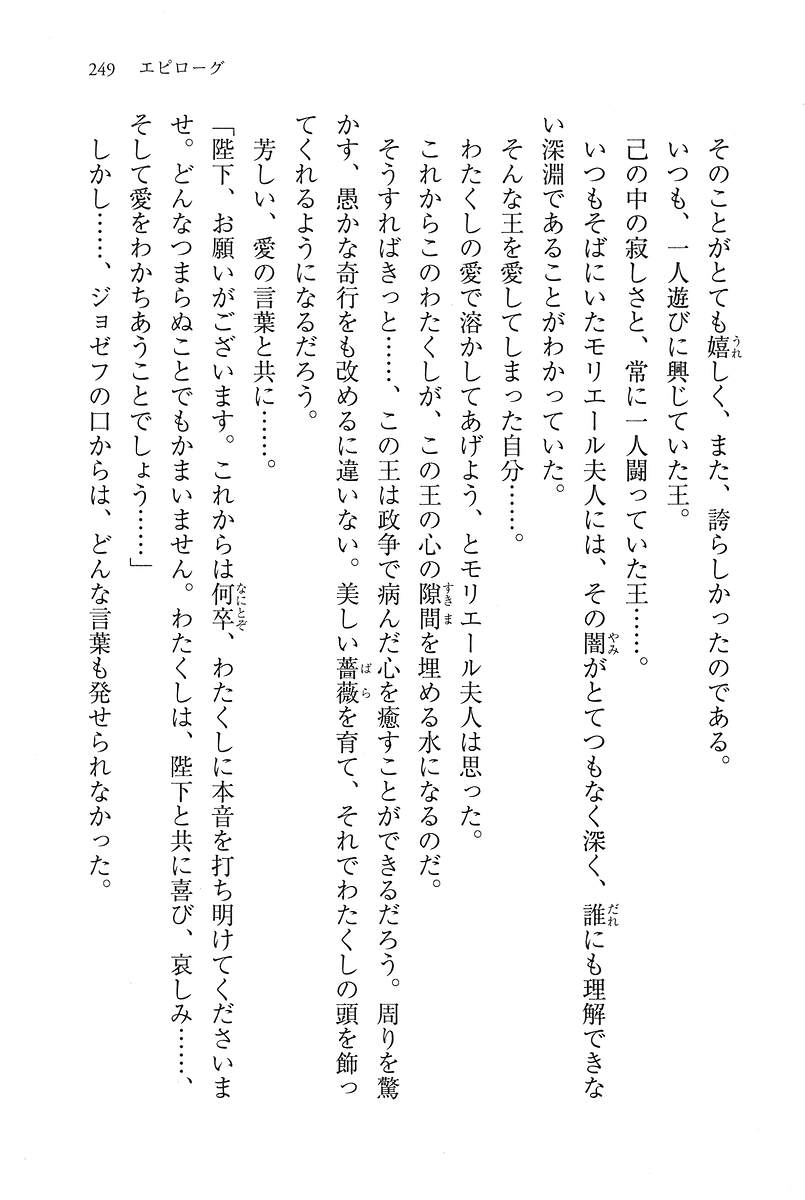 249 エピローグ
そのことがとても嬉しく、また、誇らしかったのである。
いつも、一人遊びに興じていた王。
己の中の寂しさと、常に一人闘っていた王……。
いつもそばにいたモリエール夫人には、その闇がとてつもなく深く、誰にも理解できな
い深淵であることがわかっていた。
そんな王を愛してしまった自分……。
わたくしの愛で溶かしてあげよう、とモリエール夫人は思った。
これからこのわたくしが、この王の心の隙間を埋める水になるのだ。
そうすればきっと……、この王は政争で病んだ心を癒すことができるだろう。周りを驚
かす、愚かな奇行をも改めるに違いない。美しい薔薇を育て、それでわたくしの頭を飾っ
てくれるようになるだろう。
芳しい、愛の言葉と共に……。
「陛下、お願いがございます。これからは何卒、わたくしに本音を打ち明けてくださいま
せ。どんなつまらぬことでもかまいません。わたくしは、陛下と共に喜び、哀しみ……、
そして愛をわかちあうことでしょう……」
しかし……、ジョゼフの口からは、どんな言葉も発せられなかった。